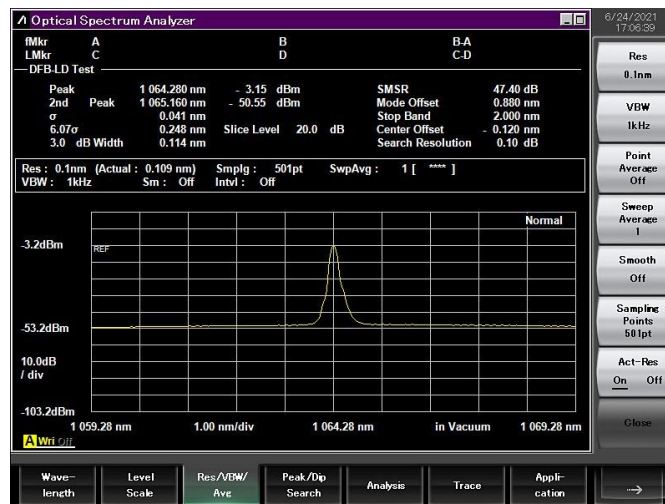 Optical Spectrum Analyzer
6/24/2021
17:06:39
fMkr A B B-A
LMkr C D C-D
DFB-LD Test
Peak 1 064.280 nm - 3.15 dBm SMSR 47.40 dB
2nd Peak 1 065.160 nm - 50.55 dBm Mode Offset 0.880 nm
σ 0.041 nm Stop Band 2.000 nm
6.07σ 0.248 nm Slice Level 20.0 dB Center Offset - 0.120 nm
3.0 dB Width 0.114 nm Search Resolution 0.10 dB
Res : 0.1nm (Actual : 0.109 nm) Smplg : 501pt SwpAvg : 1 [ **** ]
VBW : 1kHz Sm : Off Intvl : Off
Normal
-3.2dBm
REF
-53.2dBm
10.0dB
/ div
-103.2dBm
1 059.28 nm 1.00 nm/div 1 064.28 nm in Vacuum 1 069.28 nm
A Wri Off
Res
0.1nm
VBW
1kHz
Point
Average
Off
Sweep
Average
1
Smooth
Off
Sampling
Points
501pt
Act-Res
On Off
Close
Wave-
length
Level
Scale
Res/VBW/
Avg
Peak/Dip
Search
Analysis
Trace
Appli-
cation